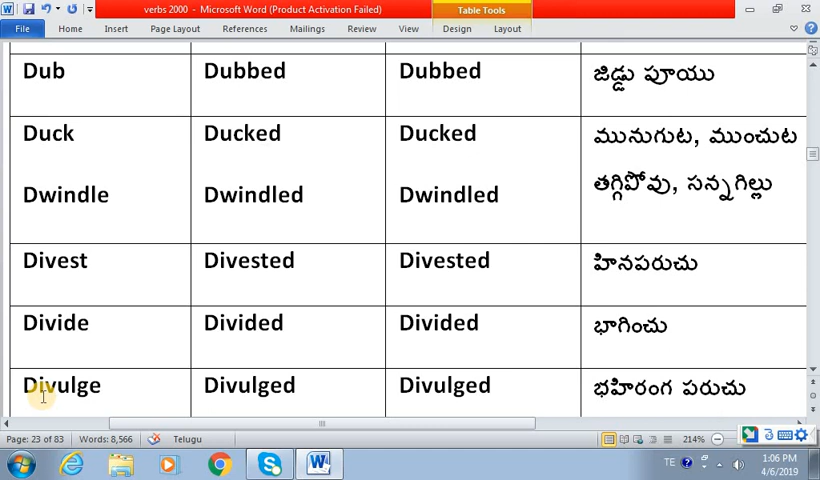 verbs 2000 - Microsoft Word (Product Activation Failed)
Table Tools
File Home Insert Page Layout References Mailings Review View Design Layout
Dub Dubbed Dubbed జిడ్డు పూయు
Duck Ducked Ducked మునుగుట, ముంచుట
Dwindle Dwindled Dwindled తగ్గిపోవు, సన్నగిల్లు
Divest Divested Divested హినపరుచు
Divide Divided Divided భాగించు
Divulge Divulged Divulged భహిరంగ పరుచు
Page: 23 of 83 Words: 8,566 Telugu 214%
TE 1:06 PM
4/6/2019